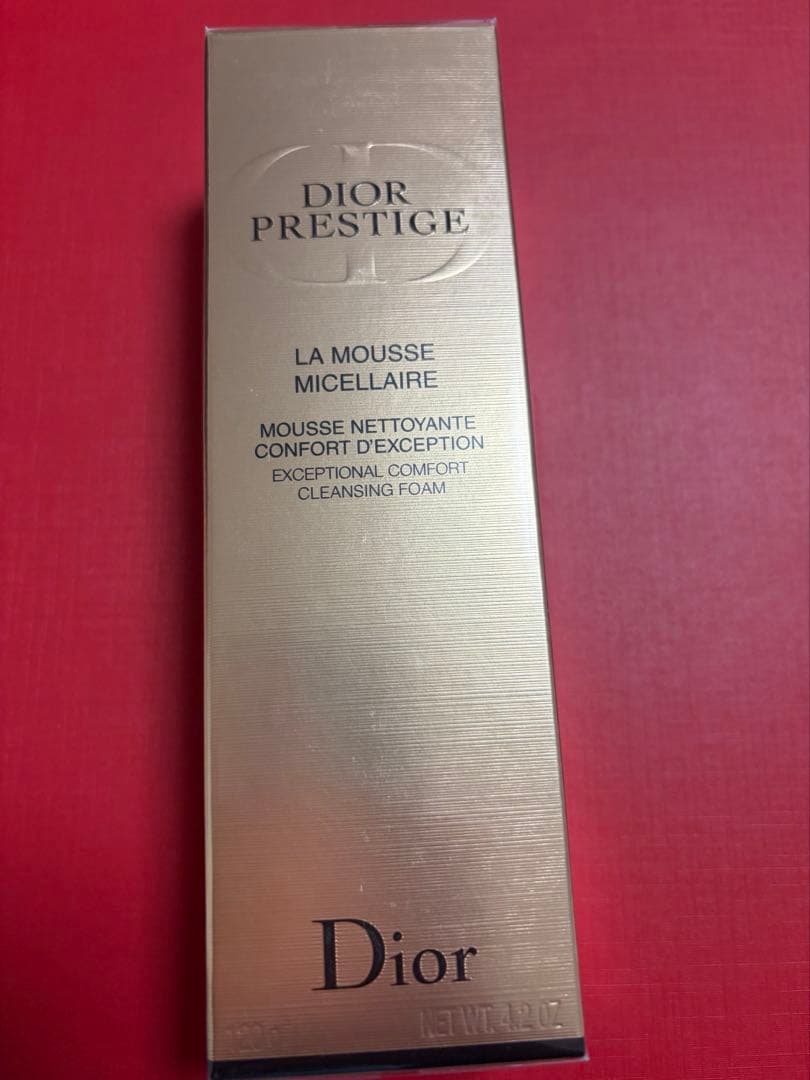 DIOR
PRESTIGE
LA MOUSSE
MICELLAIRE
MOUSSE NETTOYANTE
CONFORT D'EXCEPTION
EXCEPTIONAL COMFORT
CLEANSING FOAM
Dior
120 g NET WT. 4.2 OZ